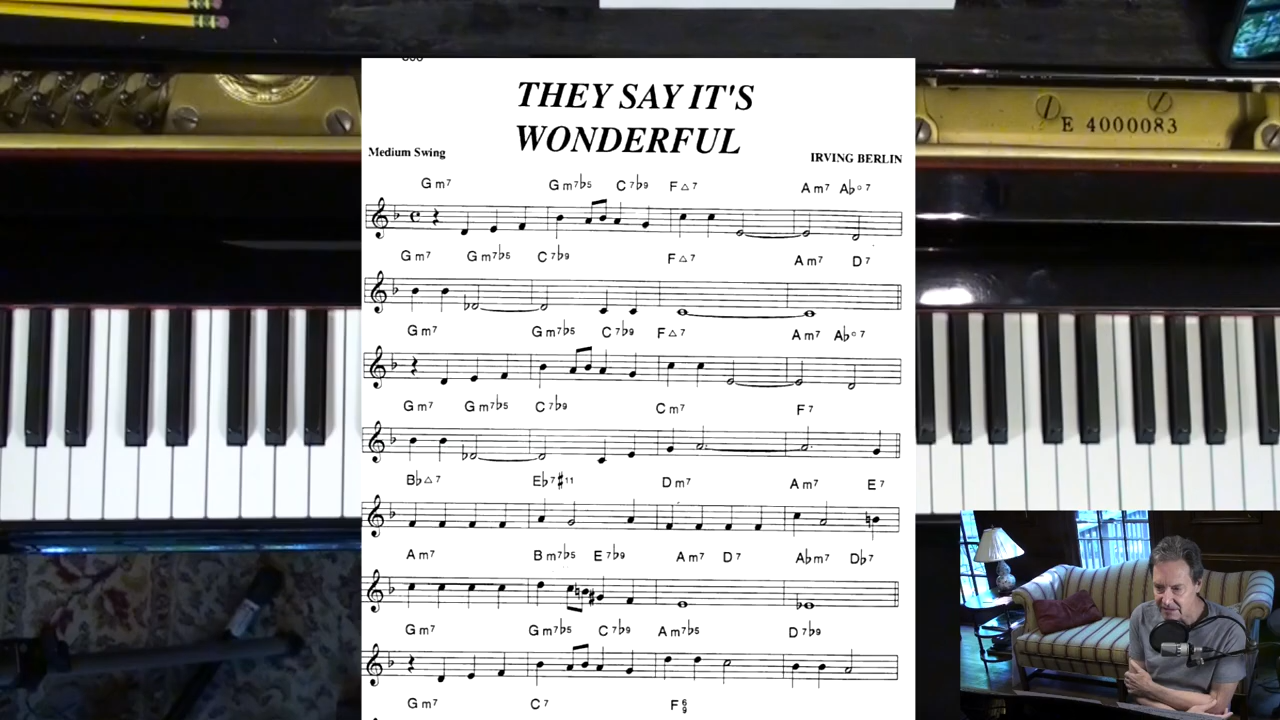 THEY SAY IT'S
WONDERFUL
Medium Swing
IRVING BERLIN
E 4000083
Gm7 Gm7b5 C7b9 F△7 Am7 Ab°7
Gm7 Gm7b5 C7b9 F△7 Am7 D7
Gm7 Gm7b5 C7b9 F△7 Am7 Ab°7
Gm7 Gm7b5 C7b9 Cm7 F7
Bb△7 Eb7#11 Dm7 Am7 E7
Am7 Bm7b5 E7b9 Am7 D7 Abm7 Db7
Gm7 Gm7b5 C7b9 Am7b5 D7b9
Gm7 C7 F6/9